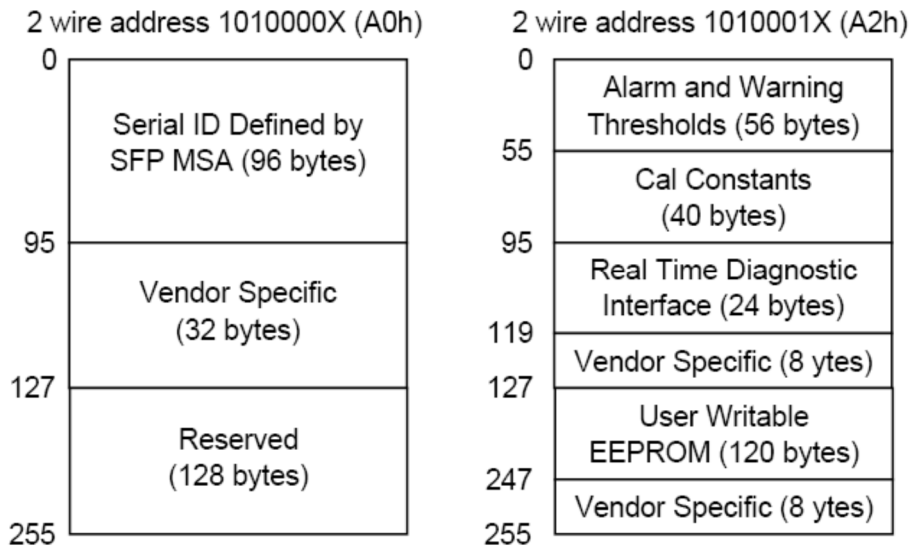 2 wire address 1010000X (A0h)
0
Serial ID Defined by
SFP MSA (96 bytes)
95
Vendor Specific
(32 bytes)
127
Reserved
(128 bytes)
255
2 wire address 1010001X (A2h)
0
Alarm and Warning
Thresholds (56 bytes)
55
Cal Constants
(40 bytes)
95
Real Time Diagnostic
Interface (24 bytes)
119
Vendor Specific (8 ytes)
127
User Writable
EEPROM (120 bytes)
247
Vendor Specific (8 ytes)
255